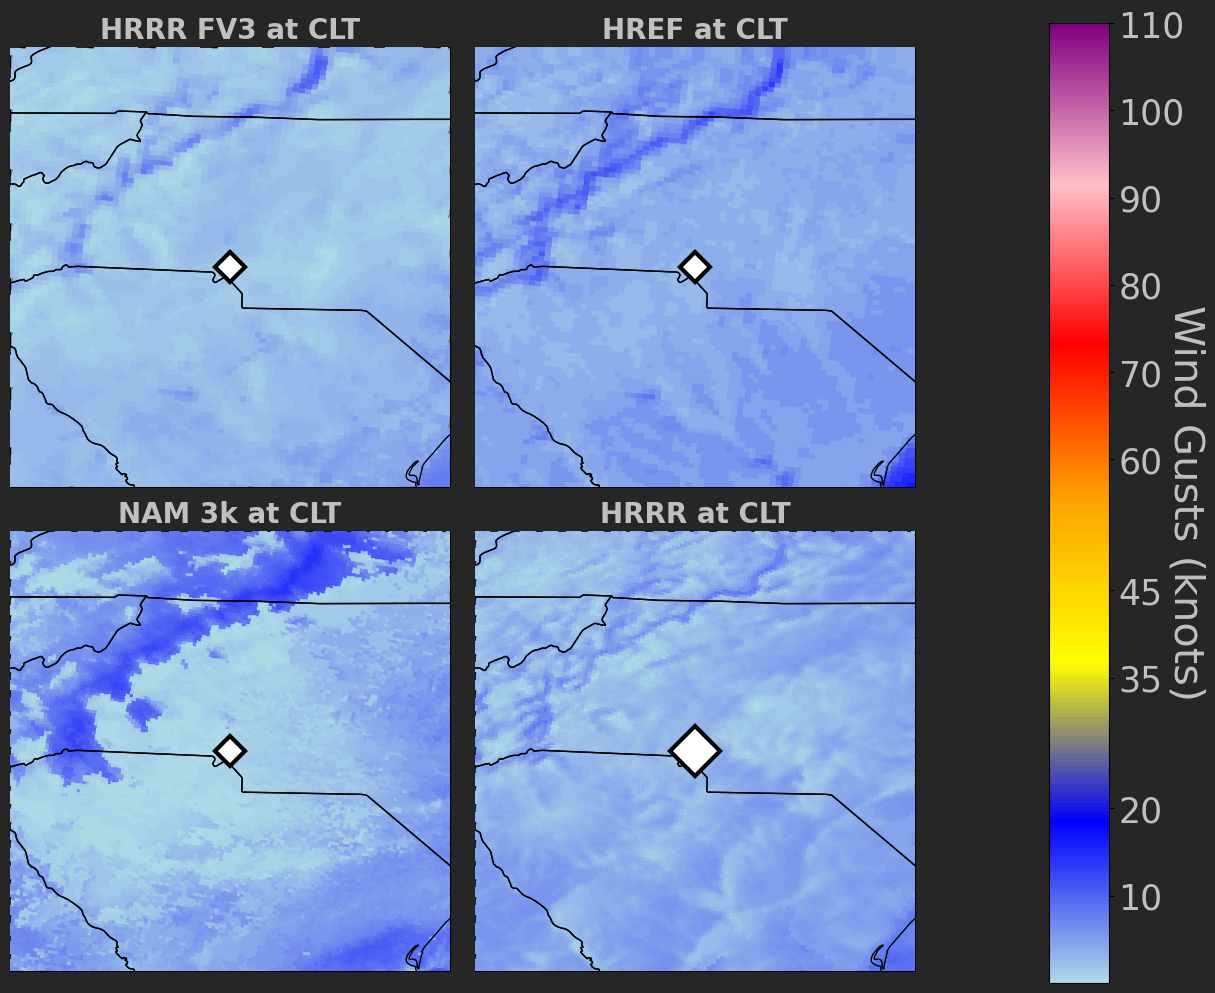 HRRR FV3 at CLT
HREF at CLT
NAM 3k at CLT
HRRR at CLT
110
100
90
80
70
60
45
35
20
10
Wind Gusts (knots)